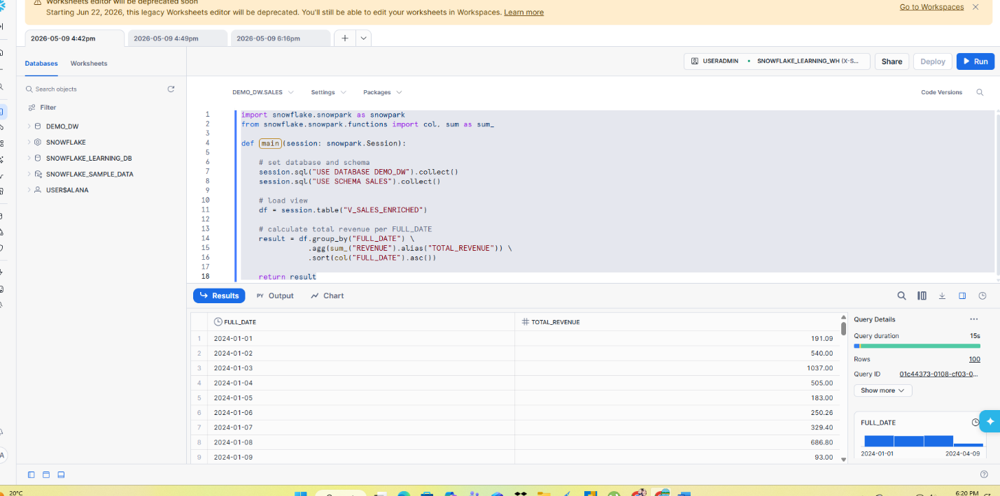 Worksheets editor will be deprecated soon
Starting Jun 22, 2026, this legacy Worksheets editor will be deprecated. You'll still be able to edit your worksheets in Workspaces. Learn more
Go to Workspaces
2026-05-09 4:42pm
2026-05-09 4:49pm
2026-05-09 6:16pm
Databases Worksheets
USERADMIN SNOWFLAKE_LEARNING_WH (X-S...
Share
Deploy
Run
Search objects
Filter
DEMO_DW
SNOWFLAKE
SNOWFLAKE_LEARNING_DB
SNOWFLAKE_SAMPLE_DATA
USER$ALANA
DEMO_DW.SALES Settings Packages
Code Versions
1 import snowflake.snowpark as snowpark
2 from snowflake.snowpark.functions import col, sum as sum_
3
4 def main(session: snowpark.Session):
5
6 # set database and schema
7 session.sql("USE DATABASE DEMO_DW").collect()
8 session.sql("USE SCHEMA SALES").collect()
9
10 # load view
11 df = session.table("V_SALES_ENRICHED")
12
13 # calculate total revenue per FULL_DATE
14 result = df.group_by("FULL_DATE") \
15 .agg(sum_("REVENUE").alias("TOTAL_REVENUE")) \
16 .sort(col("FULL_DATE").asc())
17
18 return result
Results PY Output Chart
FULL_DATE # TOTAL_REVENUE
1 2024-01-01 191.09
2 2024-01-02 540.00
3 2024-01-03 1037.00
4 2024-01-04 505.00
5 2024-01-05 183.00
6 2024-01-06 250.26
7 2024-01-07 329.40
8 2024-01-08 686.80
9 2024-01-09 93.00
Query Details ...
Query duration 15s
Rows 100
Query ID 01c44373-0108-cf03-0...
Show more
FULL_DATE
2024-01-01 2024-04-09
A
20°C
6:20 PM